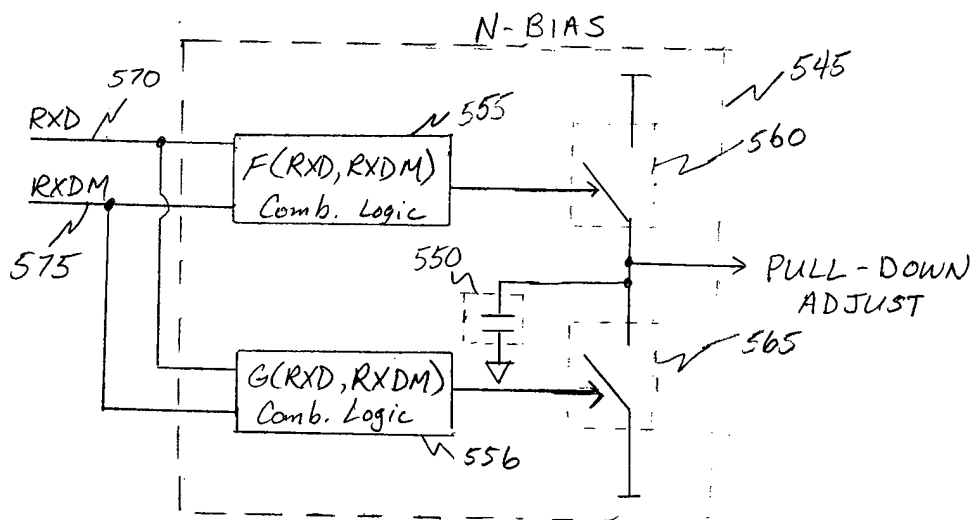 N-BIAS
545
570
555
RXD
560
F(RXD, RXDM)
Comb. Logic
RXDM
575
550
PULL-DOWN
ADJUST
565
G(RXD, RXDM)
Comb. Logic
556